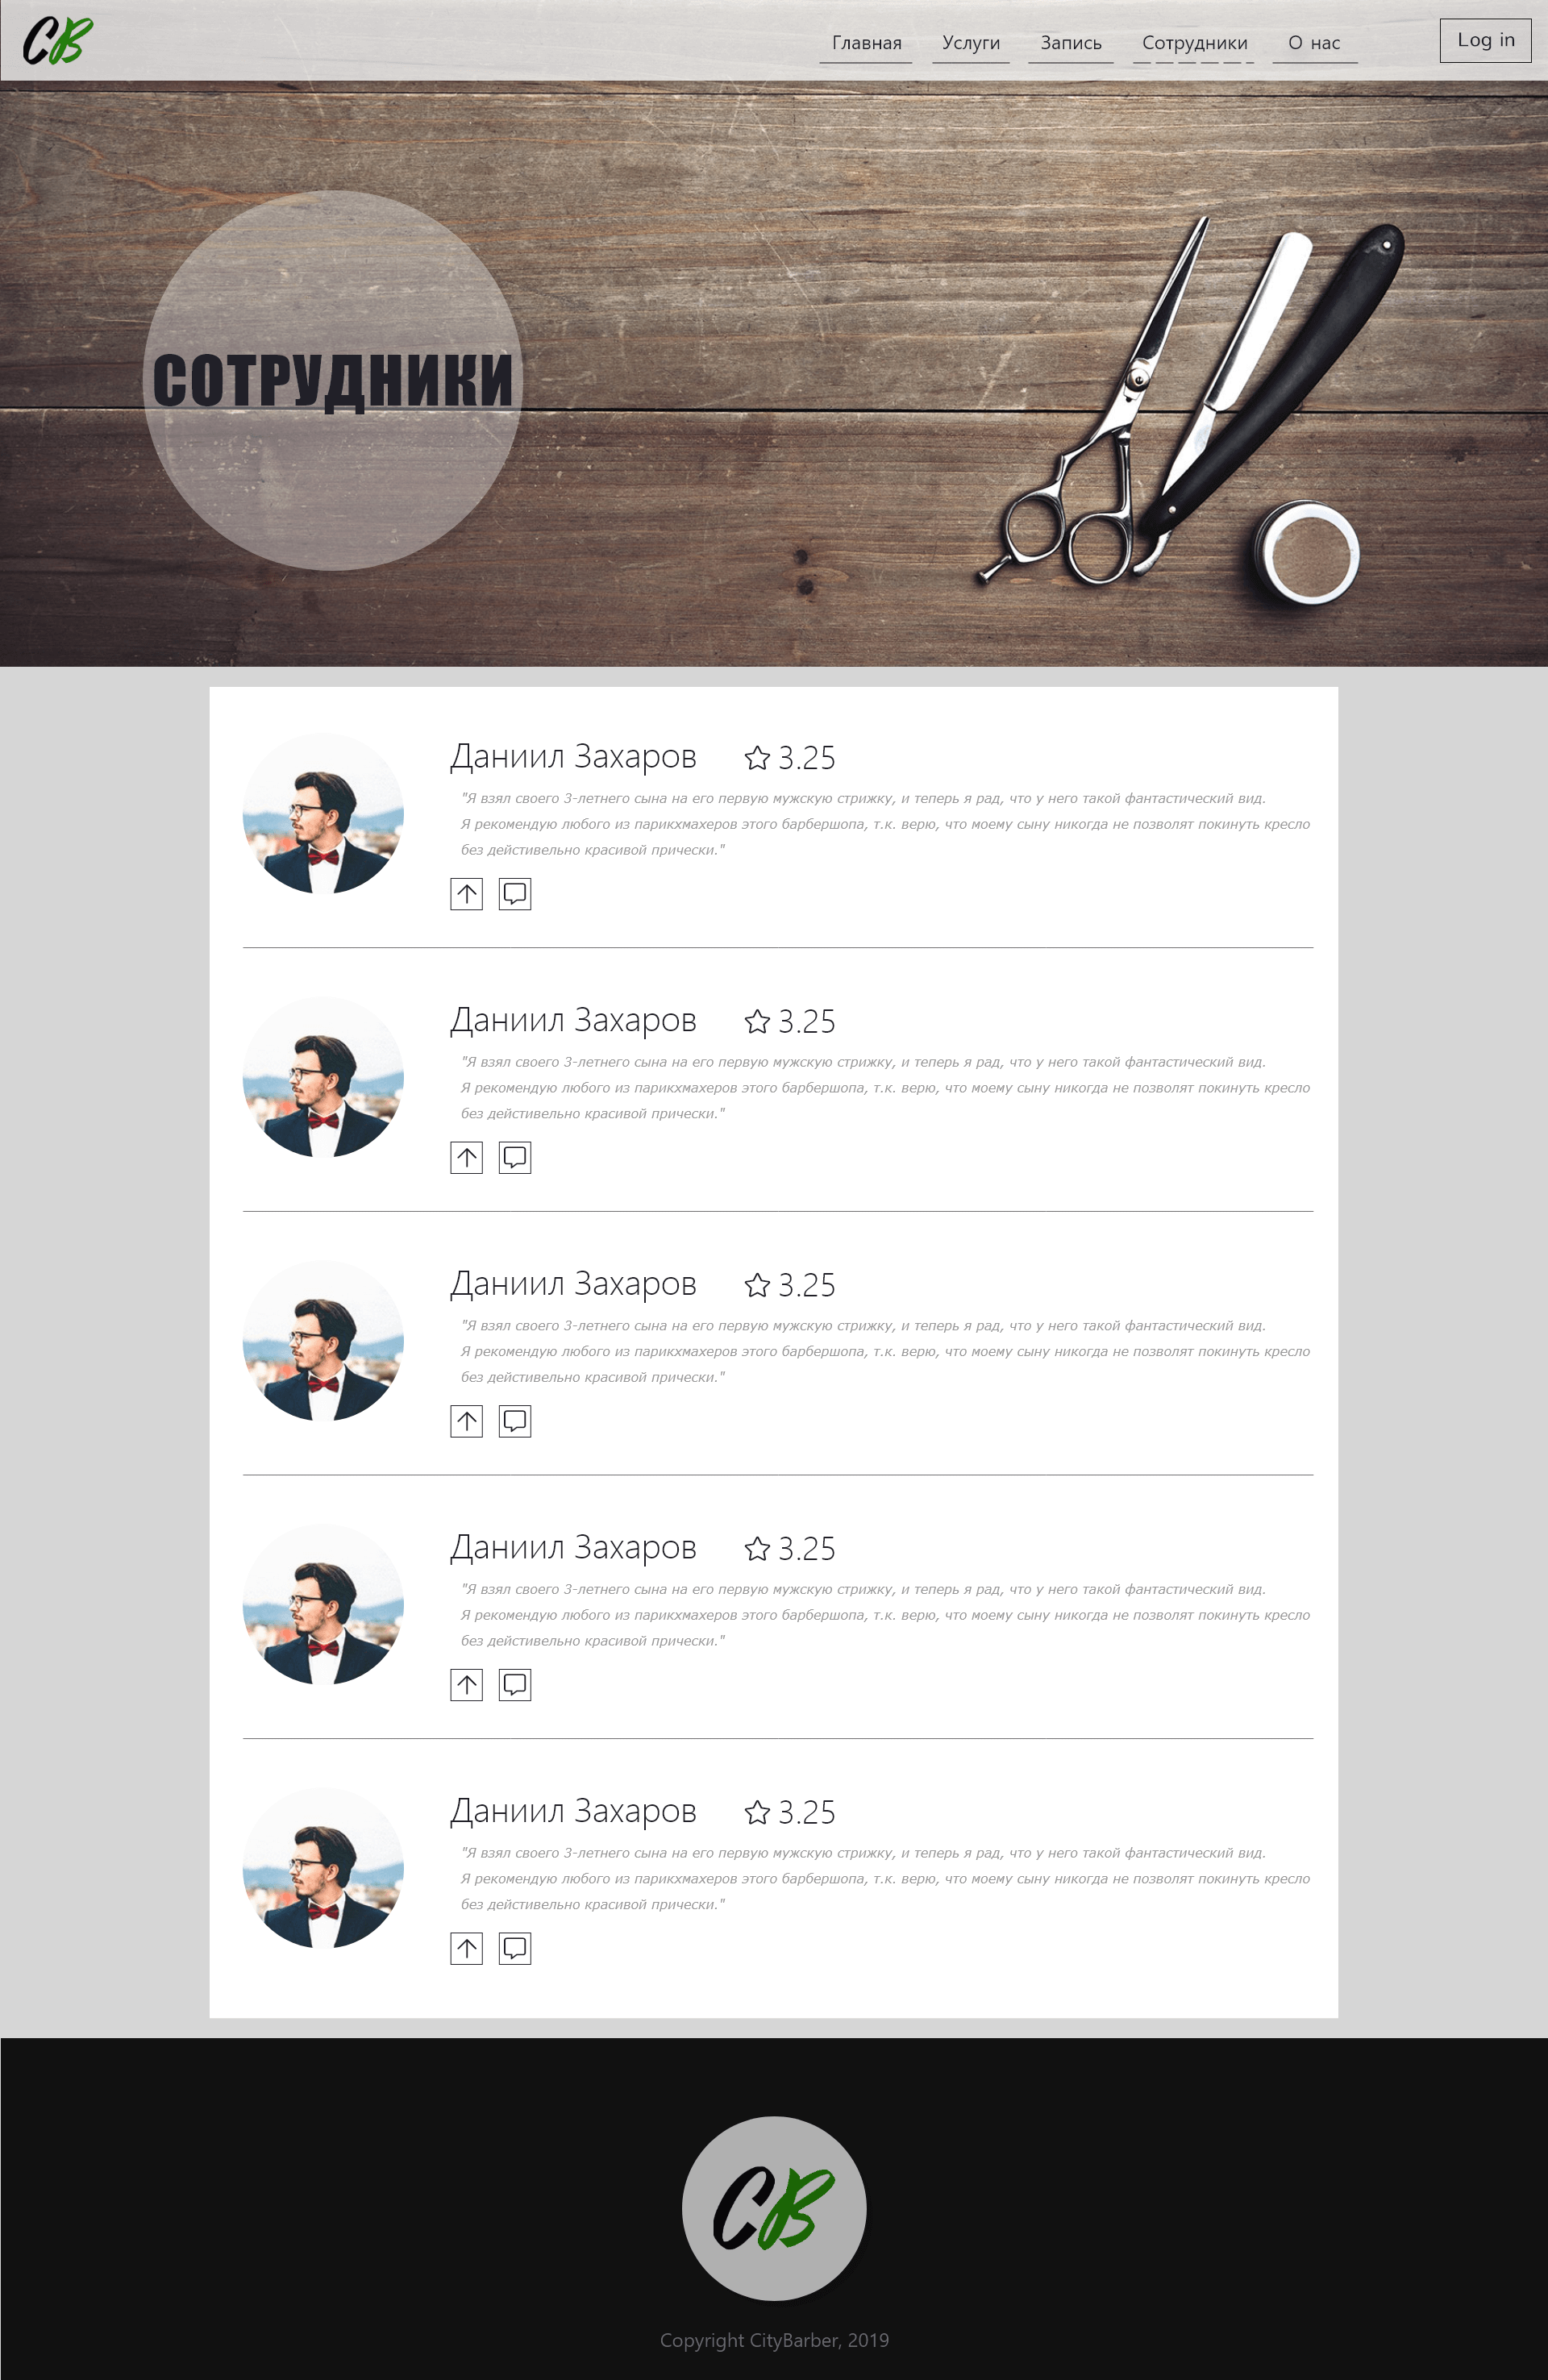 CB
Главная Услуги Запись Сотрудники О нас Log in
СОТРУДНИКИ
Даниил Захаров 3.25
"Я взял своего 3-летнего сына на его первую мужскую стрижку, и теперь я рад, что у него такой фантастический вид.
Я рекомендую любого из парикхмахеров этого барбершопа, т.к. верю, что моему сыну никогда не позволят покинуть кресло
без дейстивельно красивой прически."
Даниил Захаров 3.25
"Я взял своего 3-летнего сына на его первую мужскую стрижку, и теперь я рад, что у него такой фантастический вид.
Я рекомендую любого из парикхмахеров этого барбершопа, т.к. верю, что моему сыну никогда не позволят покинуть кресло
без дейстивельно красивой прически."
Даниил Захаров 3.25
"Я взял своего 3-летнего сына на его первую мужскую стрижку, и теперь я рад, что у него такой фантастический вид.
Я рекомендую любого из парикхмахеров этого барбершопа, т.к. верю, что моему сыну никогда не позволят покинуть кресло
без дейстивельно красивой прически."
Даниил Захаров 3.25
"Я взял своего 3-летнего сына на его первую мужскую стрижку, и теперь я рад, что у него такой фантастический вид.
Я рекомендую любого из парикхмахеров этого барбершопа, т.к. верю, что моему сыну никогда не позволят покинуть кресло
без дейстивельно красивой прически."
Даниил Захаров 3.25
"Я взял своего 3-летнего сына на его первую мужскую стрижку, и теперь я рад, что у него такой фантастический вид.
Я рекомендую любого из парикхмахеров этого барбершопа, т.к. верю, что моему сыну никогда не позволят покинуть кресло
без дейстивельно красивой прически."
CB
Copyright CityBarber, 2019